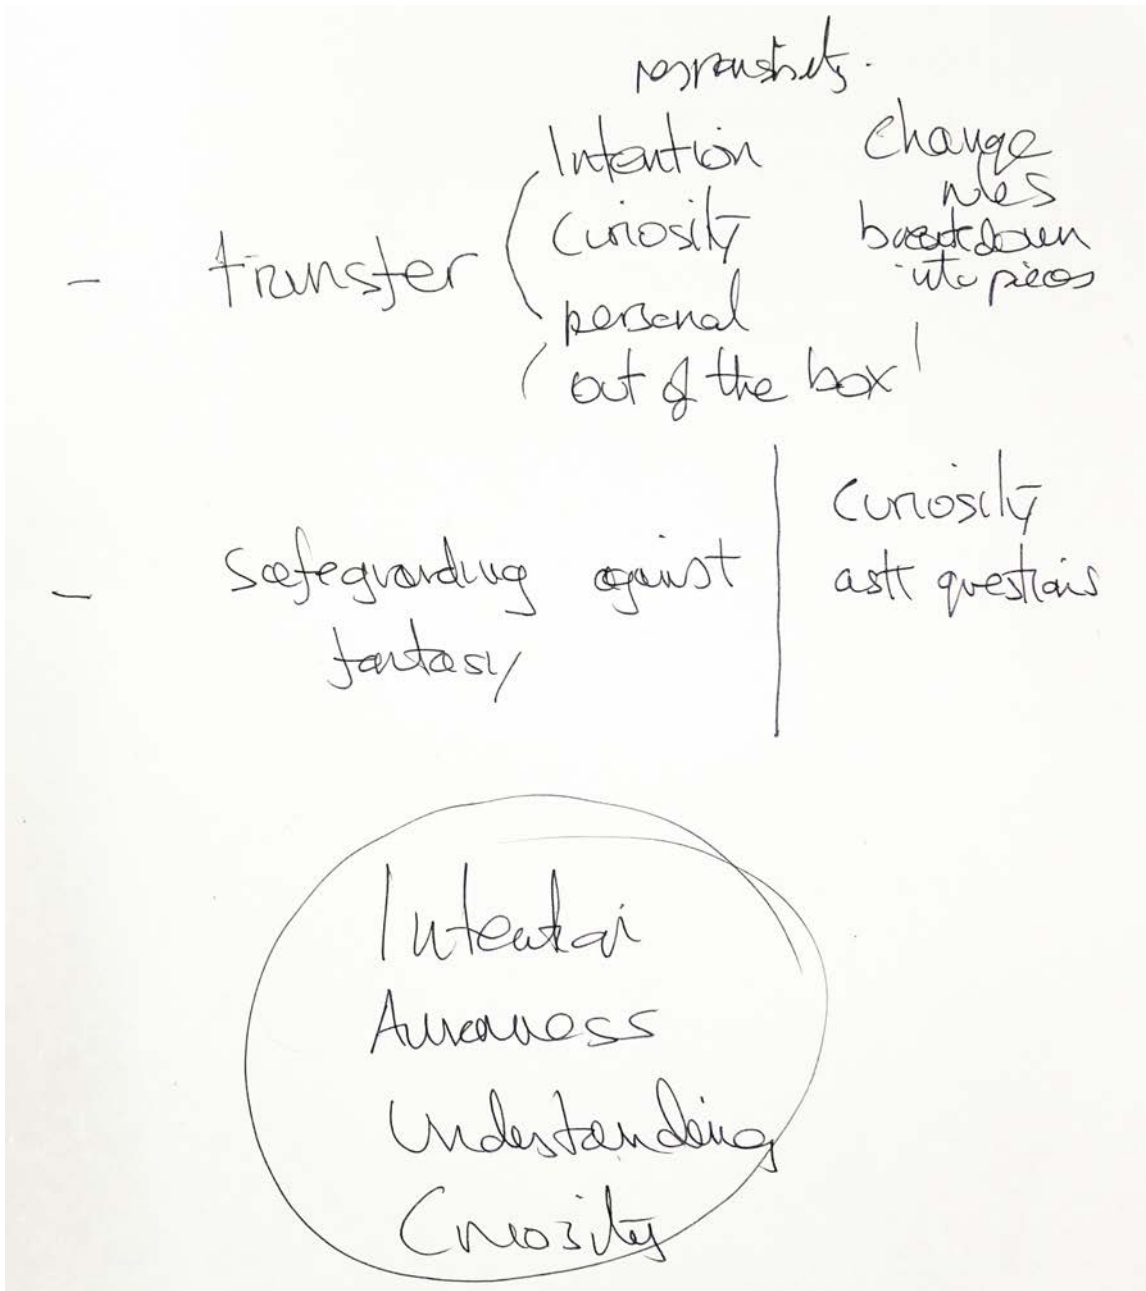 responsibility.
Intention change
rules
- transfer curiosity breakdown
into pieces
personal
out of the box
- Safeguarding against
fantasy
curiosity
ask questions
Intention
Awareness
Understanding
Curiosity